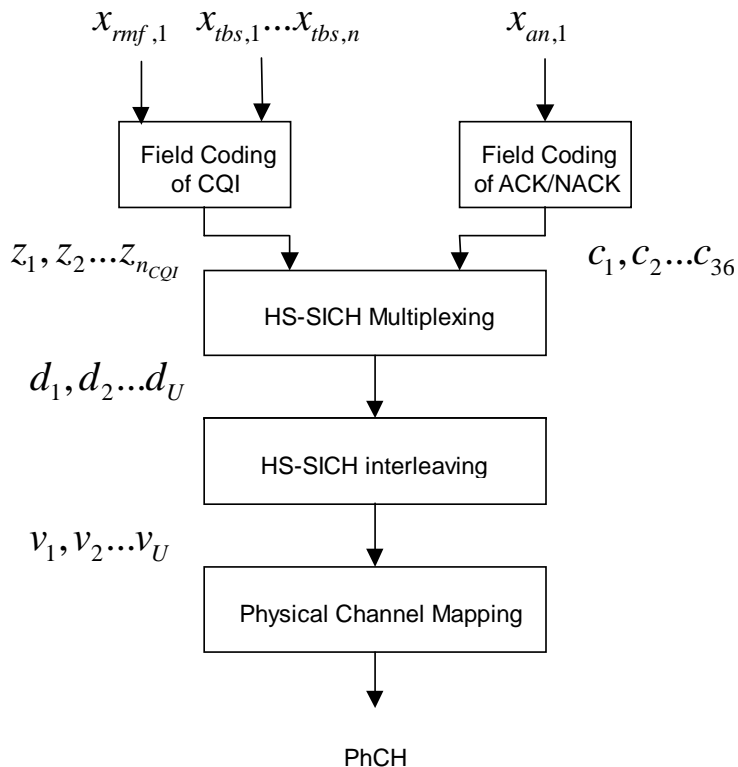 x_{rmf,1} x_{tbs,1}...x_{tbs,n} x_{an,1}
Field Coding
of CQI
Field Coding
of ACK/NACK
z_1, z_2...z_{n_{CQI}}
c_1, c_2...c_{36}
HS-SICH Multiplexing
d_1, d_2...d_U
HS-SICH interleaving
v_1, v_2...v_U
Physical Channel Mapping
PhCH